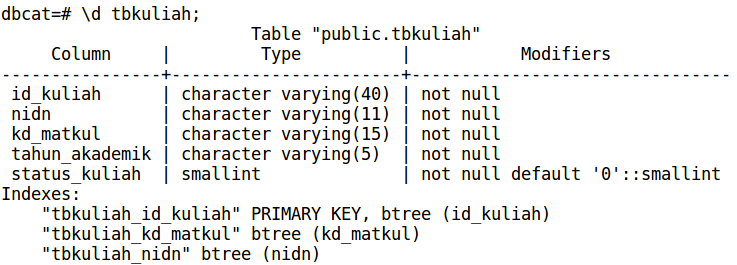 dbcat=# \d tbkuliah;
Table "public.tbkuliah"
Column | Type | Modifiers
----------------+-----------------------+--------------------------------
id_kuliah | character varying(40) | not null
nidn | character varying(11) | not null
kd_matkul | character varying(15) | not null
tahun_akademik | character varying(5) | not null
status_kuliah | smallint | not null default '0'::smallint
Indexes:
"tbkuliah_id_kuliah" PRIMARY KEY, btree (id_kuliah)
"tbkuliah_kd_matkul" btree (kd_matkul)
"tbkuliah_nidn" btree (nidn)